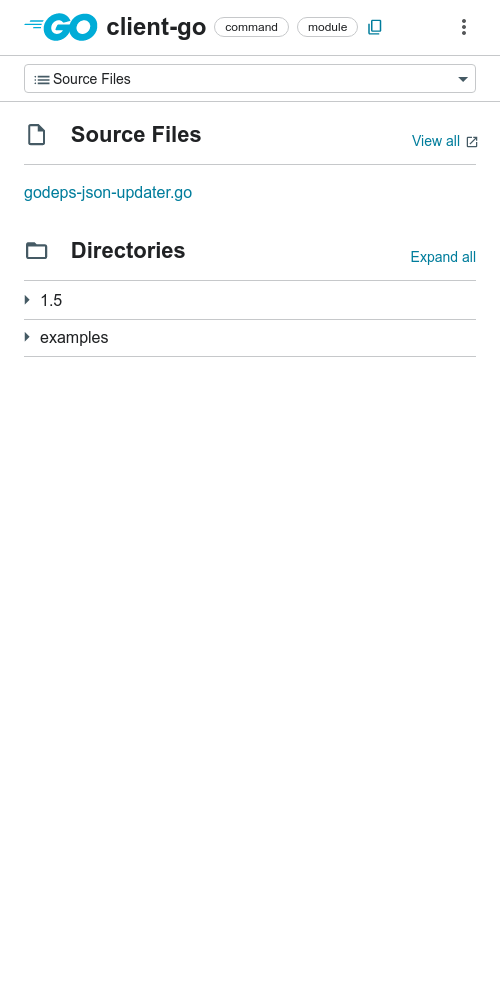 GO client-go command module
Source Files
Source Files
View all
godeps-json-updater.go
Directories
Expand all
1.5
examples